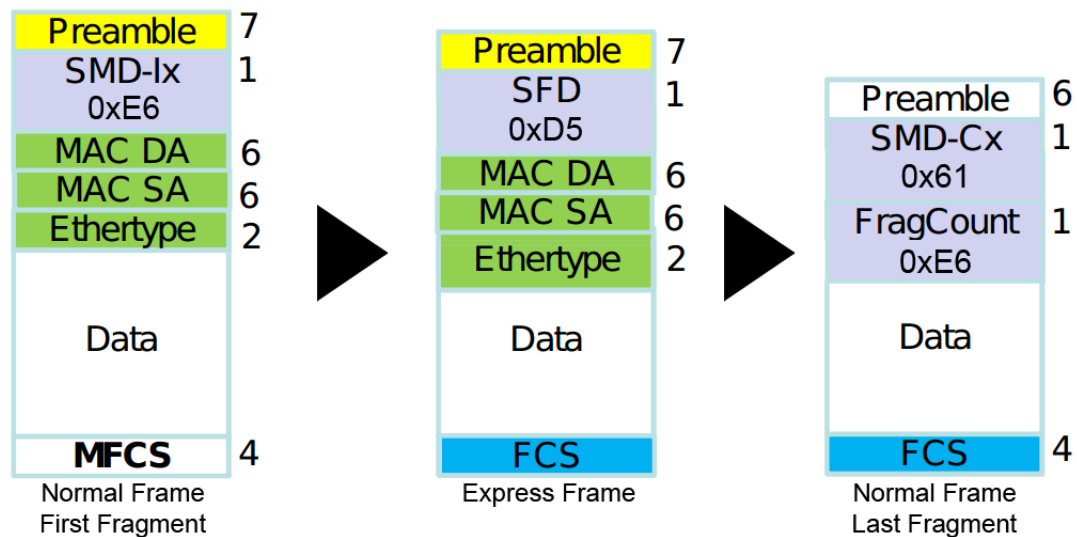 Preamble 7
SMD-Ix 1
0xE6
MAC DA 6
MAC SA 6
Ethertype 2
Data
MFCS 4
Normal Frame
First Fragment
Preamble 7
SFD 1
0xD5
MAC DA 6
MAC SA 6
Ethertype 2
Data
FCS
Express Frame
Preamble 6
SMD-Cx 1
0x61
FragCount 1
0xE6
Data
FCS 4
Normal Frame
Last Fragment